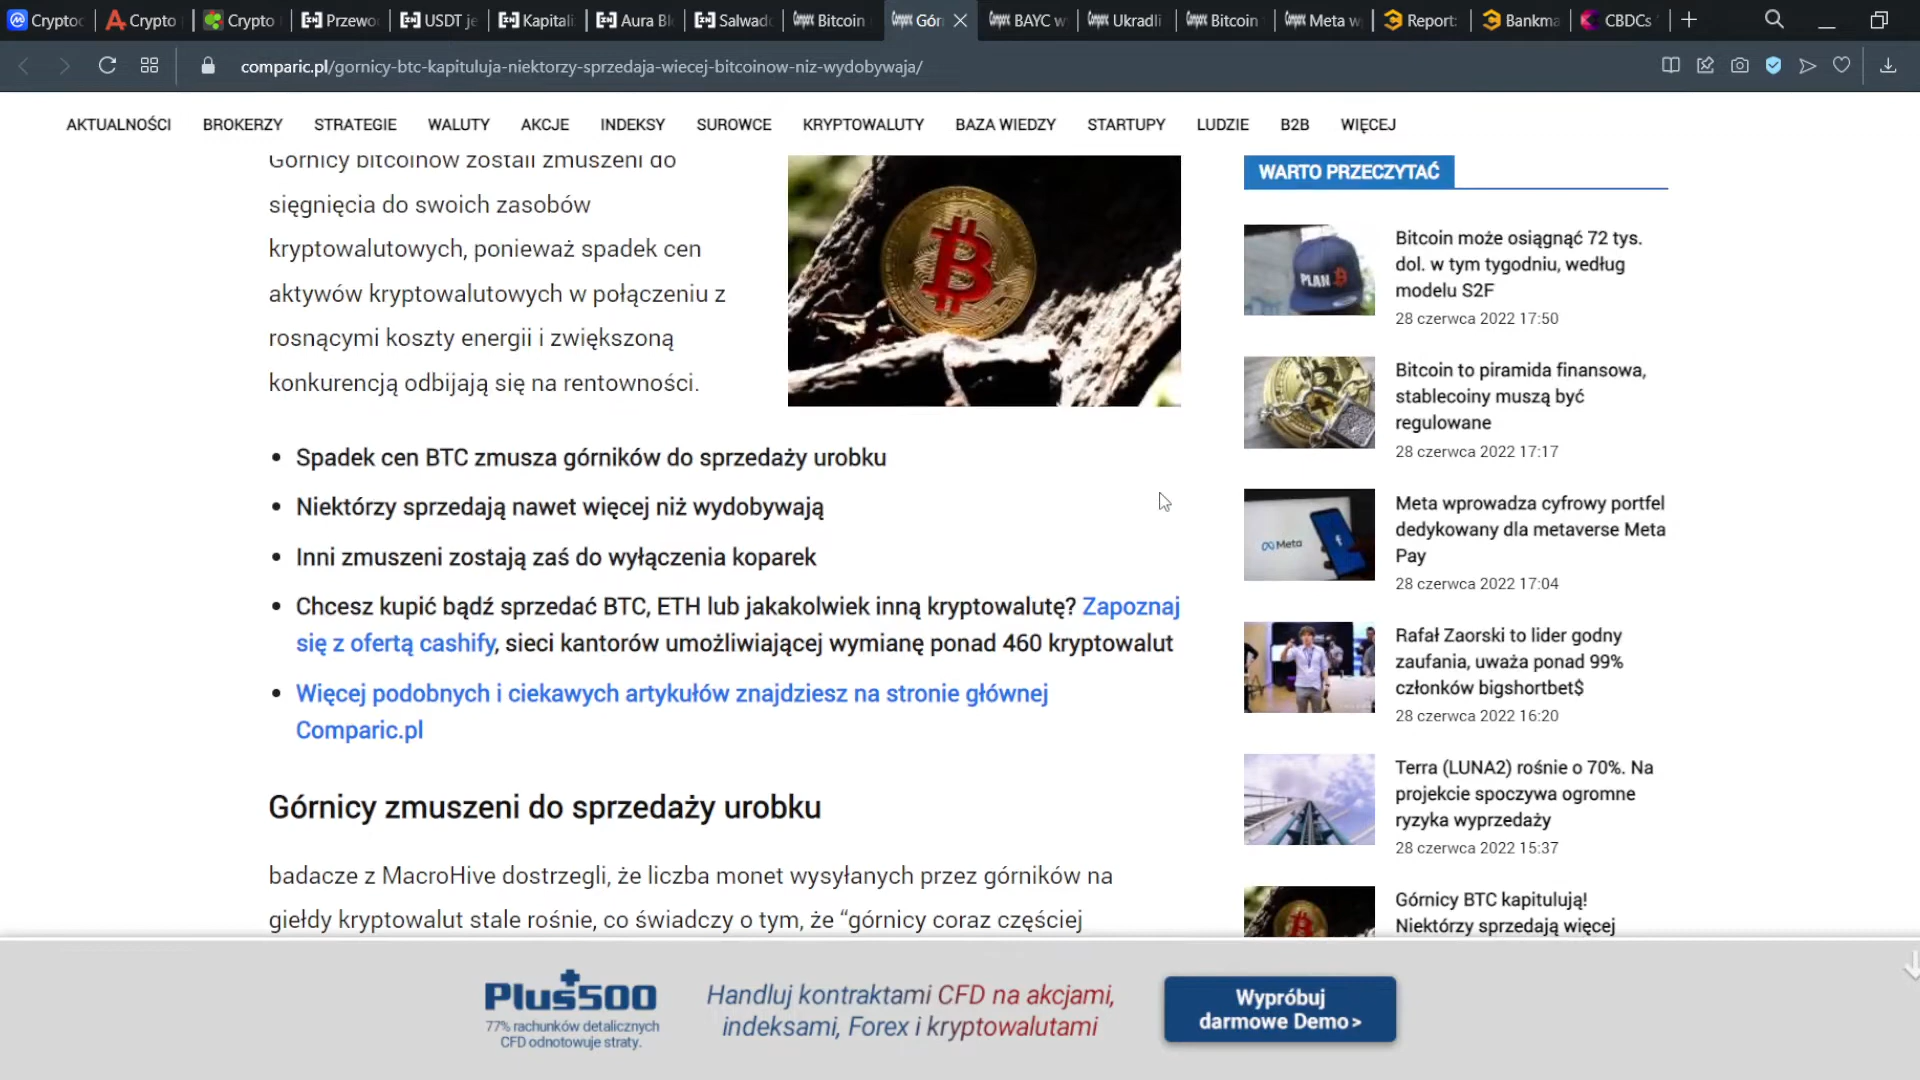 Cryptoc
Crypto
Crypto
Przewo
USDT je
Kapitali
Aura Bl
Salwado
Bitcoin
Gór
BAYC w
Ukradli
Bitcoin
Meta w
Report:
Bankma
CBDCs
comparic.pl/gornicy-btc-kapituluja-niektorzy-sprzedaja-wiecej-bitcoinow-niz-wydobywaja/
AKTUALNOŚCI BROKERZY STRATEGIE WALUTY AKCJE INDEKSY SUROWCE KRYPTOWALUTY BAZA WIEDZY STARTUPY LUDZIE B2B WIĘCEJ
Górnicy bitcoinów zostali zmuszeni do
sięgnięcia do swoich zasobów
kryptowalutowych, ponieważ spadek cen
aktywów kryptowalutowych w połączeniu z
rosnącymi koszty energii i zwiększoną
konkurencją odbijają się na rentowności.
Spadek cen BTC zmusza górników do sprzedaży urobku
Niektórzy sprzedają nawet więcej niż wydobywają
Inni zmuszeni zostają zaś do wyłączenia koparek
Chcesz kupić bądź sprzedać BTC, ETH lub jakakolwiek inną kryptowalutę? Zapoznaj
się z ofertą cashify, sieci kantorów umożliwiającej wymianę ponad 460 kryptowalut
Więcej podobnych i ciekawych artykułów znajdziesz na stronie głównej
Comparic.pl
Górnicy zmuszeni do sprzedaży urobku
badacze z MacroHive dostrzegli, że liczba monet wysyłanych przez górników na
giełdy kryptowalut stale rośnie, co świadczy o tym, że “górnicy coraz częściej
WARTO PRZECZYTAĆ
PLAN B
Bitcoin może osiągnąć 72 tys.
dol. w tym tygodniu, według
modelu S2F
28 czerwca 2022 17:50
Bitcoin to piramida finansowa,
stablecoiny muszą być
regulowane
28 czerwca 2022 17:17
Meta
Meta wprowadza cyfrowy portfel
dedykowany dla metaverse Meta
Pay
28 czerwca 2022 17:04
Rafał Zaorski to lider godny
zaufania, uważa ponad 99%
członków bigshortbet$
28 czerwca 2022 16:20
Terra (LUNA2) rośnie o 70%. Na
projekcie spoczywa ogromne
ryzyka wyprzedaży
28 czerwca 2022 15:37
Górnicy BTC kapitulują!
Niektórzy sprzedają więcej
Plus500
77% rachunków detalicznych
CFD odnotowuje straty.
Handluj kontraktami CFD na akcjami,
indeksami, Forex i kryptowalutami
Wypróbuj
darmowe Demo >